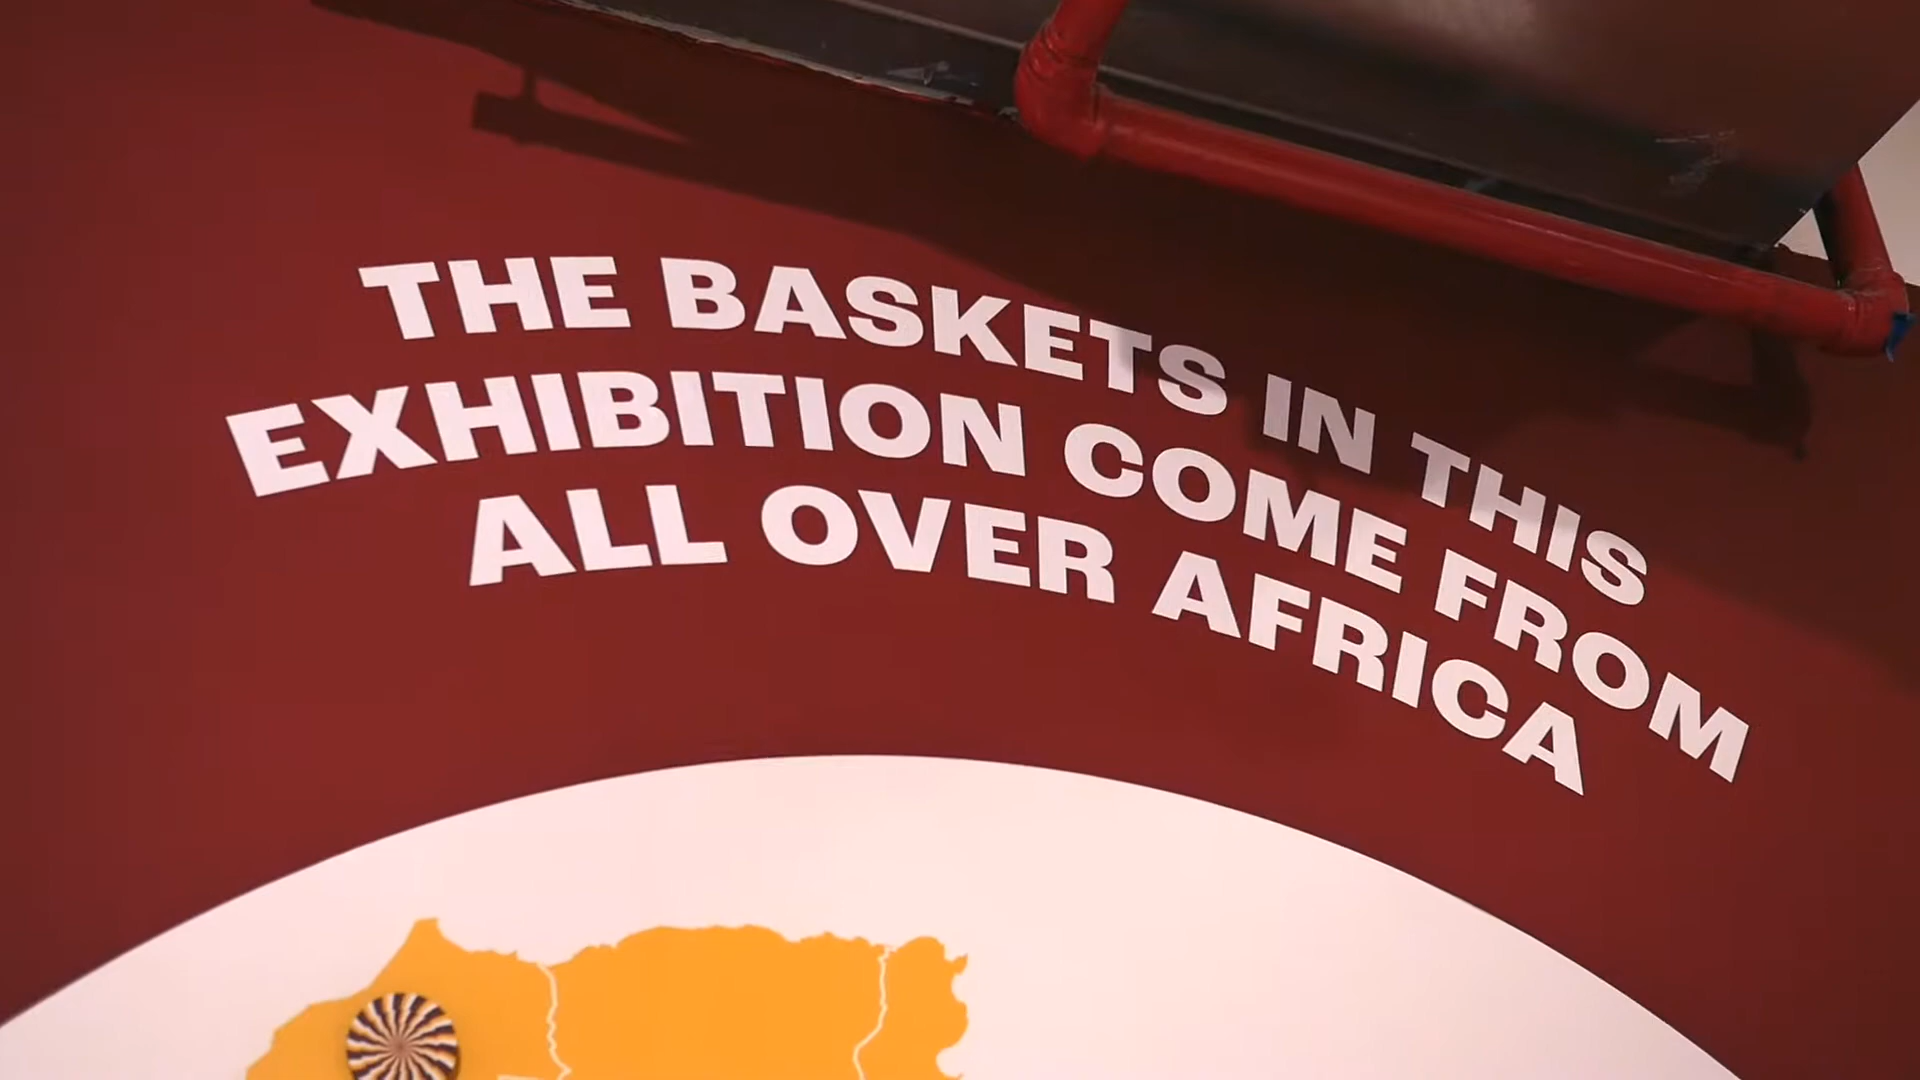 THE BASKETS IN THIS
EXHIBITION COME FROM
ALL OVER AFRICA